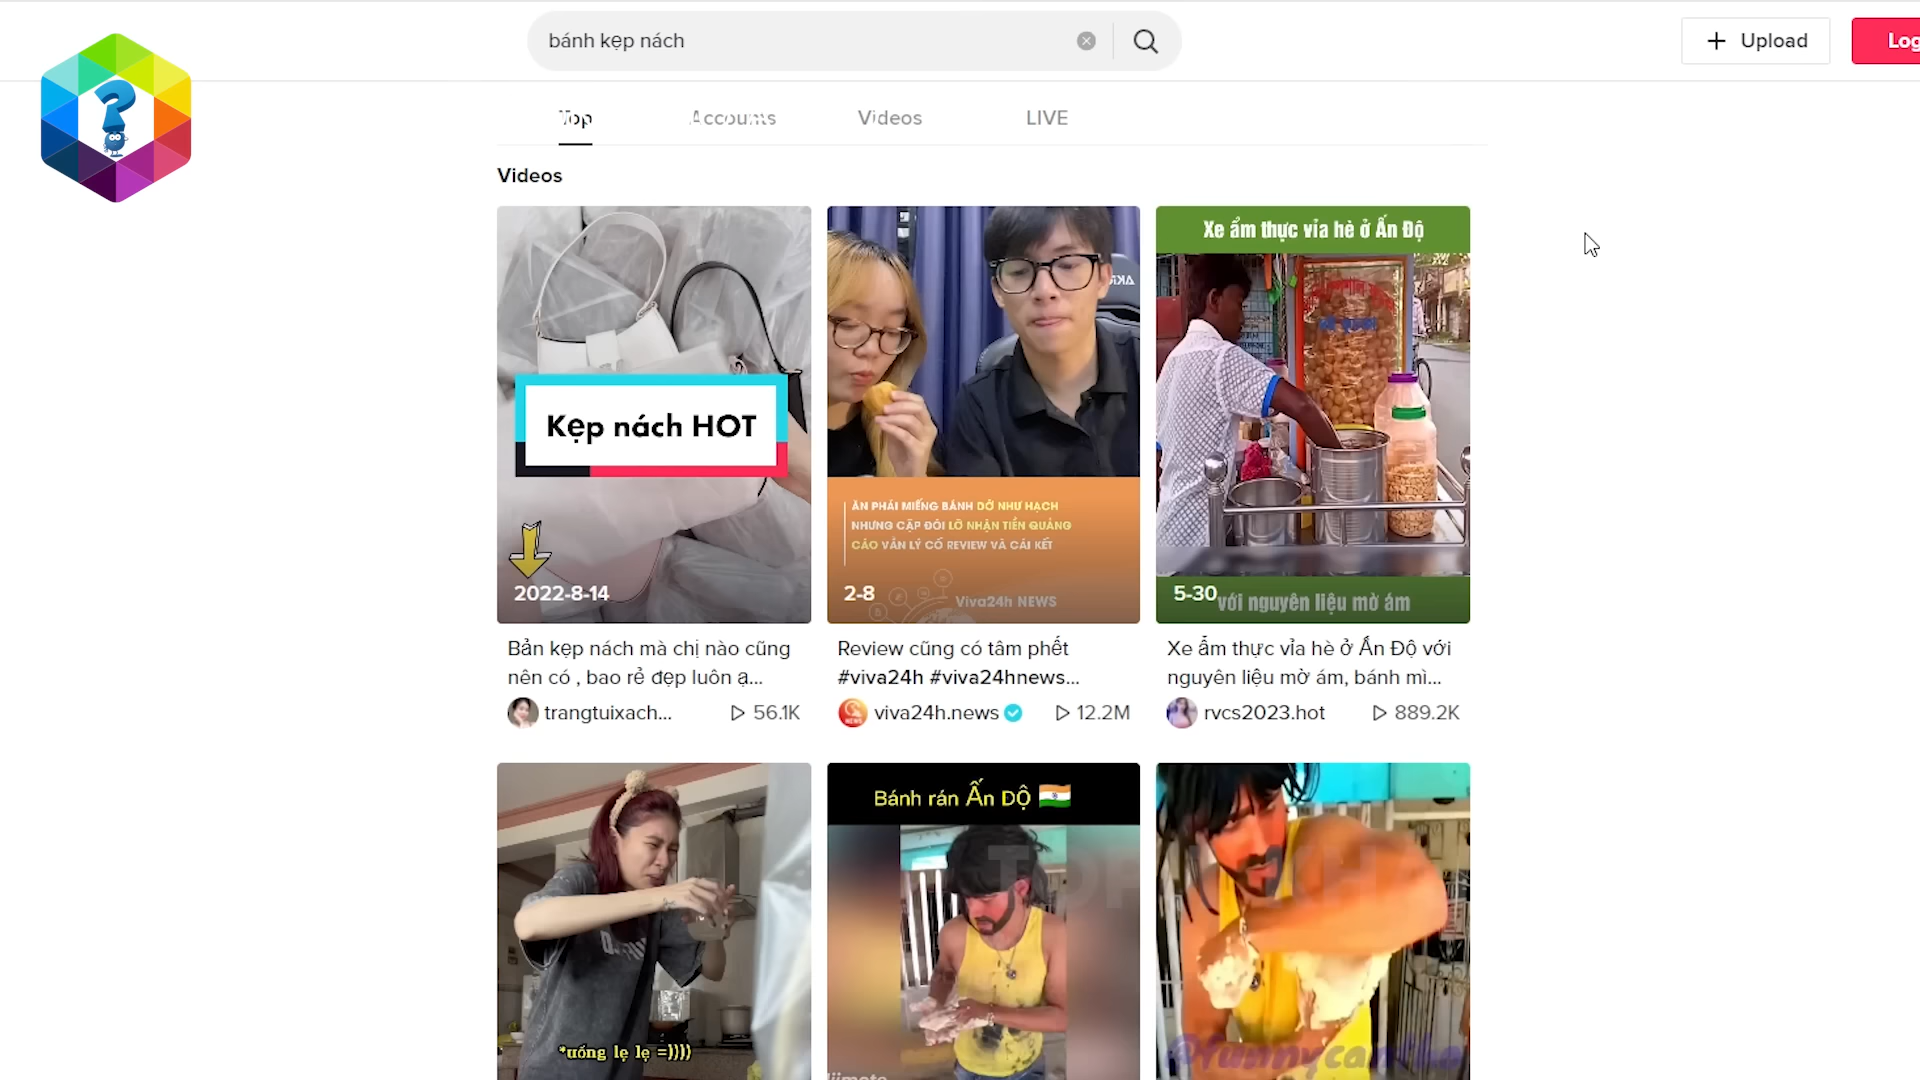 bánh kẹp nách
Upload
Log
Top
Accounts
Videos
LIVE
Videos
Kẹp nách HOT
2022-8-14
Bản kẹp nách mà chị nào cũng
nên có , bao rẻ đẹp luôn ạ...
trangtuixach...
56.1K
ĂN PHẢI MIẾNG BÁNH DỞ NHƯ HẠCH
NHƯNG CẶP ĐÔI LỠ NHẬN TIỀN QUẢNG
CÁO VẪN LÝ CỐ REVIEW VÀ CÁI KẾT
2-8
Viva24h NEWS
Review cũng có tâm phết
#viva24h #viva24hnews...
viva24h.news
12.2M
Xe ẩm thực vỉa hè ở Ấn Độ
5-30
với nguyên liệu mờ ám
Xe ẩm thực vỉa hè ở Ấn Độ với
nguyên liệu mờ ám, bánh mì...
rvcs2023.hot
889.2K
*uống lẹ lẹ =))))
Bánh rán Ấn Độ